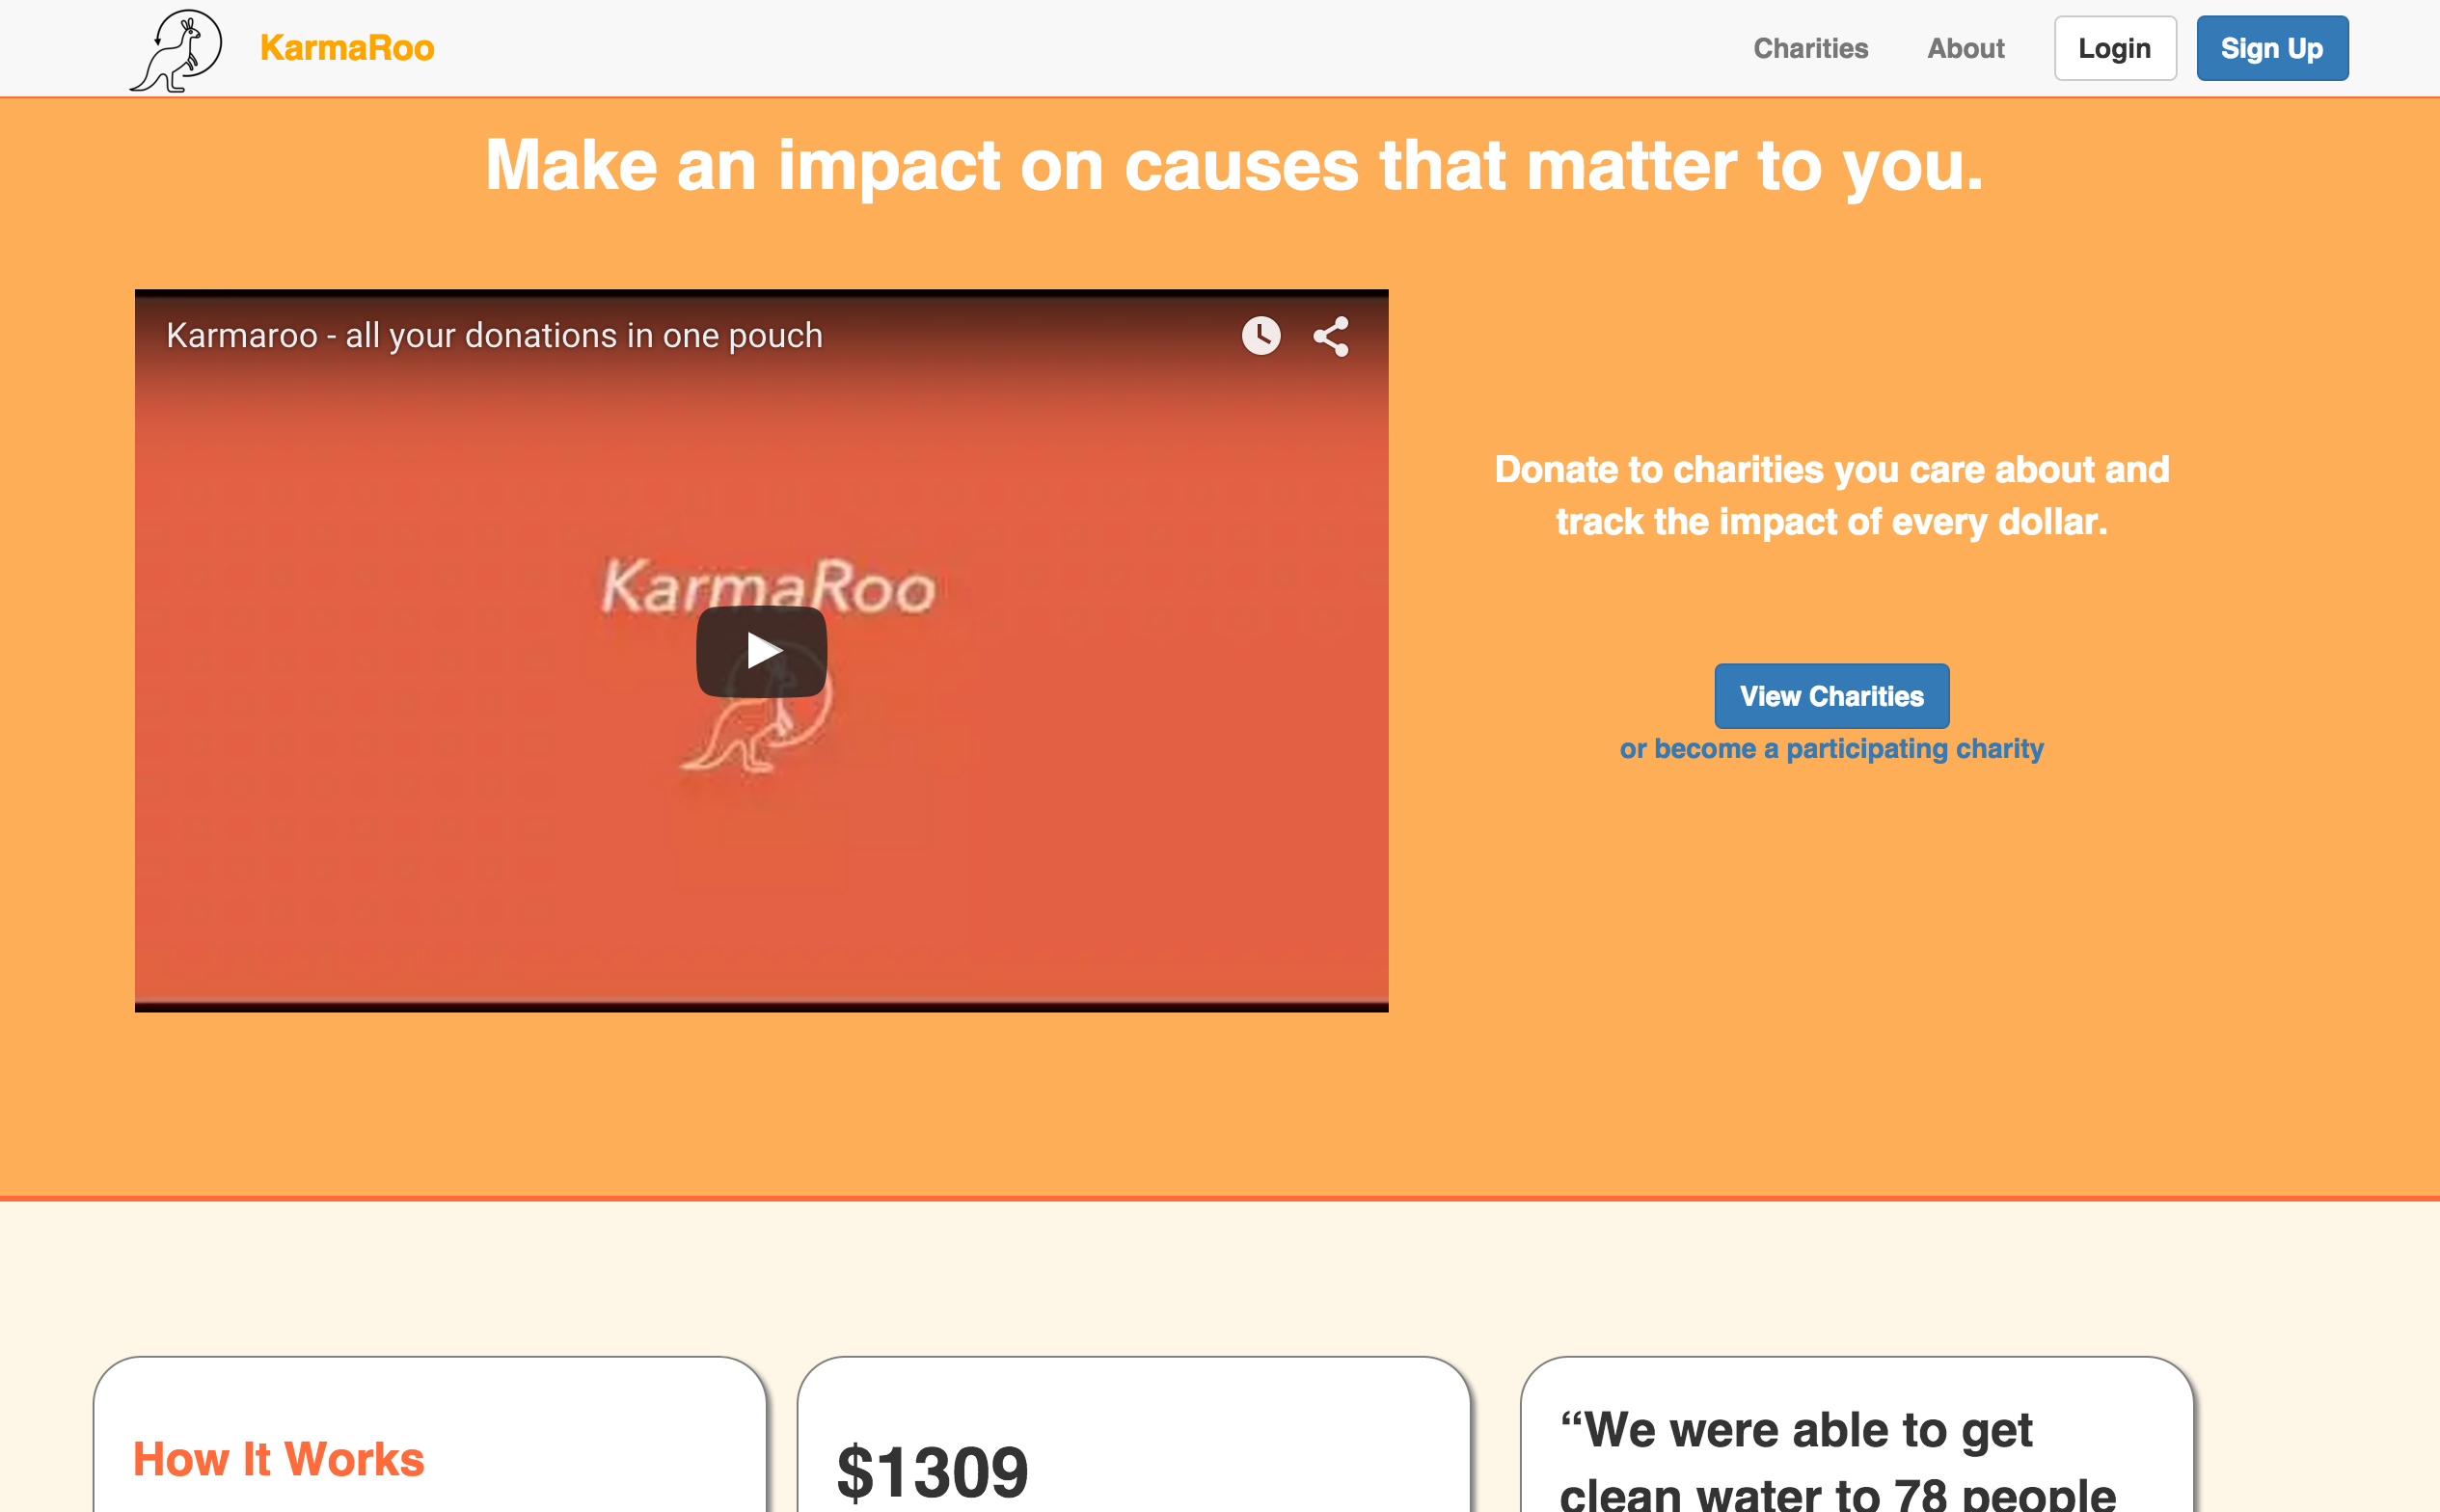 KarmaRoo
Charities
About
Login
Sign Up
Make an impact on causes that matter to you.
Karmaroo - all your donations in one pouch
KarmaRoo
Donate to charities you care about and
track the impact of every dollar.
View Charities
or become a participating charity
How It Works
$1309
“We were able to get
clean water to 78 people